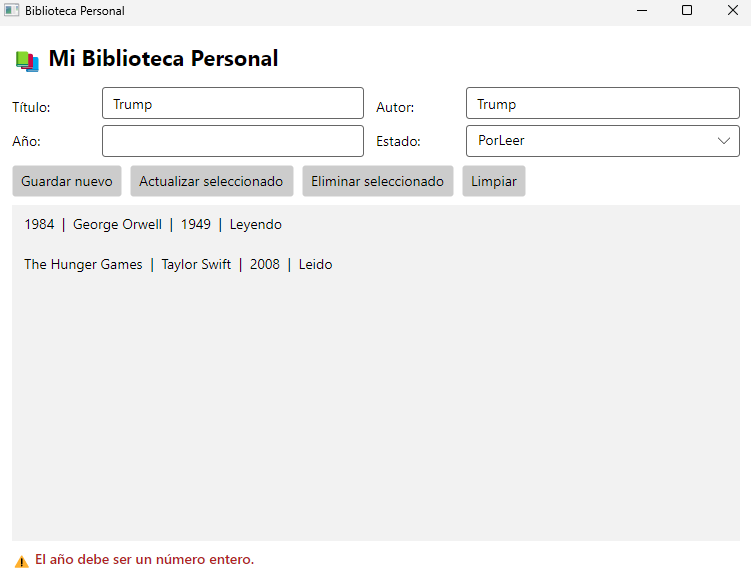 Biblioteca Personal
Mi Biblioteca Personal
Título: Trump Autor: Trump
Año: Estado: PorLeer
Guardar nuevo Actualizar seleccionado Eliminar seleccionado Limpiar
1984 | George Orwell | 1949 | Leyendo
The Hunger Games | Taylor Swift | 2008 | Leido
El año debe ser un número entero.